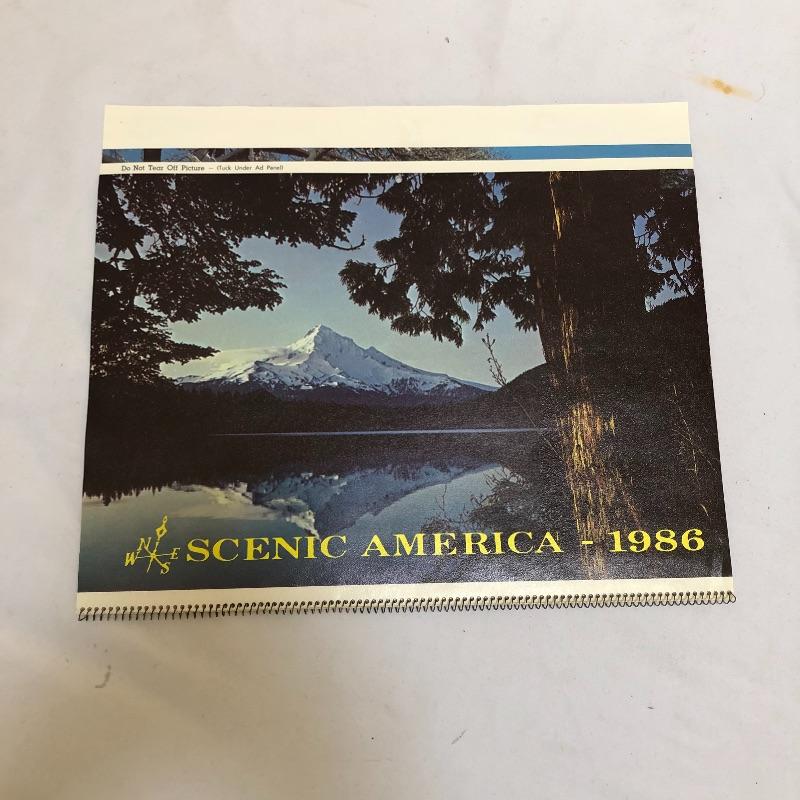 Do Not Tear Off Picture — (Tuck Under Ad Panel)
N
W E
S
SCENIC AMERICA - 1986